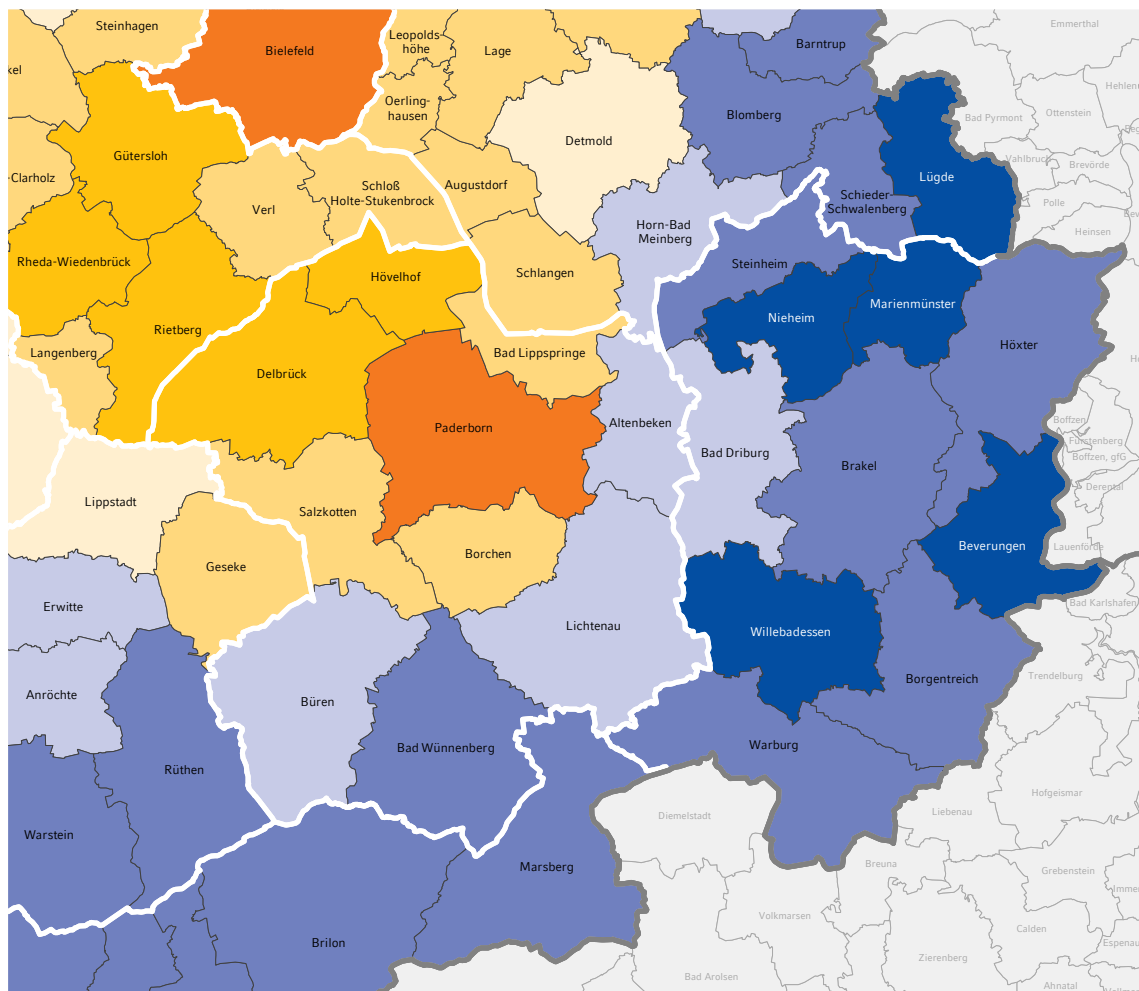 Steinhagen
Bielefeld
Leopolds
höhe
Lage
Barntrup
Emmerthal
kel
Oerling-
hausen
Blomberg
Bad Pyrmont
Ottenstein
Hehlen
Gütersloh
Detmold
Vahlbruch
Brevörde
-Clarholz
Schloß
Holte-Stukenbrock
Augustdorf
Lügde
Verl
Schieder-
Schwalenberg
Polle
Horn-Bad
Meinberg
Heinsen
Rheda-Wiedenbrück
Hövelhof
Schlangen
Steinheim
Marienmünster
Nieheim
Rietberg
Höxter
Langenberg
Bad Lippspringe
Delbrück
Paderborn
Altenbeken
Boffzen
Fürstenberg
Bad Driburg
Boffzen, gfG
Brakel
Derental
Lippstadt
Salzkotten
Beverungen
Lauenförde
Borchen
Geseke
Erwitte
Bad Karlshafen
Lichtenau
Willebadessen
Trendelburg
Anröchte
Büren
Borgentreich
Bad Wünnenberg
Warburg
Rüthen
Hofgeismar
Diemelstadt
Liebenau
Warstein
Marsberg
Breuna
Grebenstein
Imme
Volkmarsen
Calden
Brilon
Espenau
Zierenberg
Bad Arolsen
Ahnatal